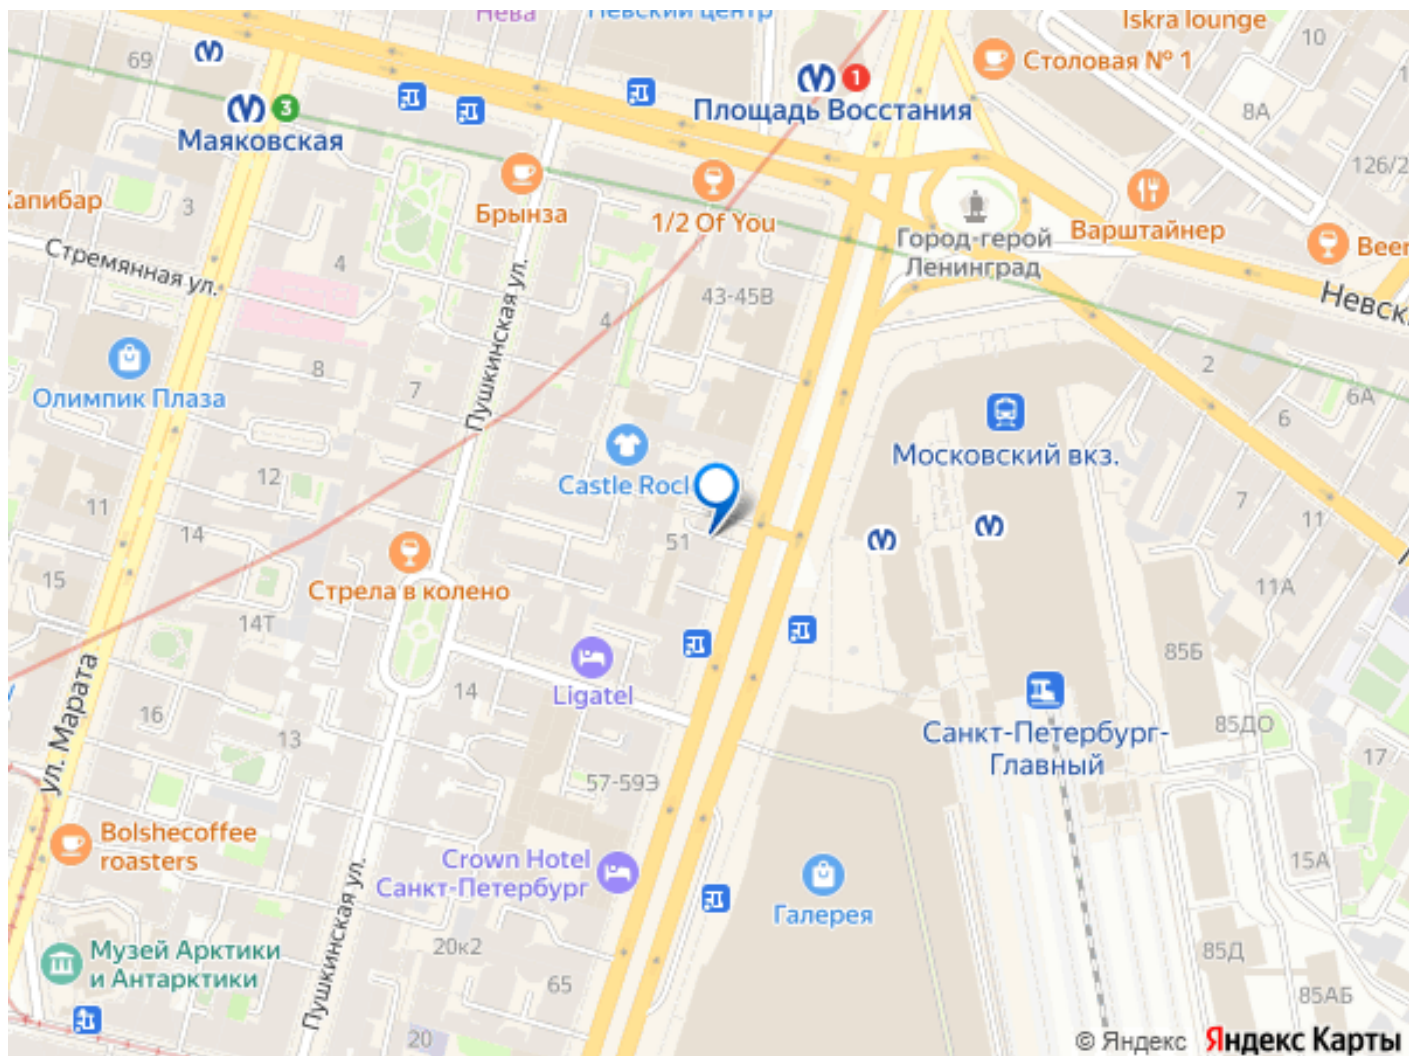 Нева
Невский центр
Iskra lounge
10
69
Столовая № 1
1
3
Площадь Восстания
8А
Маяковская
126/2
Капибар
3
Брынза
1/2 Of You
Варштайнер
Beer
Стремянная ул.
4
Город-герой
Ленинград
43-45В
Невски
4
Пушкинская ул.
8
7
2
6А
6
Олимпик Плаза
Московский вкз.
12
Castle Rock
11
7
11
14
51
15
Стрела в колено
11А
14Т
85Б
ул. Марата
14
Ligatel
16
13
85ДО
Санкт-Петербург-
Главный
17
57-59Э
Bolshecoffee
roasters
Crown Hotel
Санкт-Петербург
15А
Галерея
Пушкинская ул.
Музей Арктики
и Антарктики
20к2
65
85Д
85АБ
20
© Яндекс Яндекс Карты